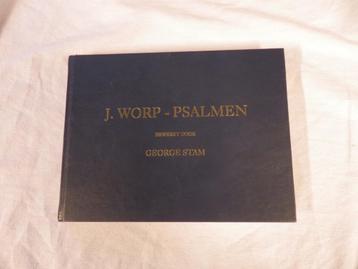 J. WORP - PSALMEN
BEWERKT DOOR
GEORGE STAM